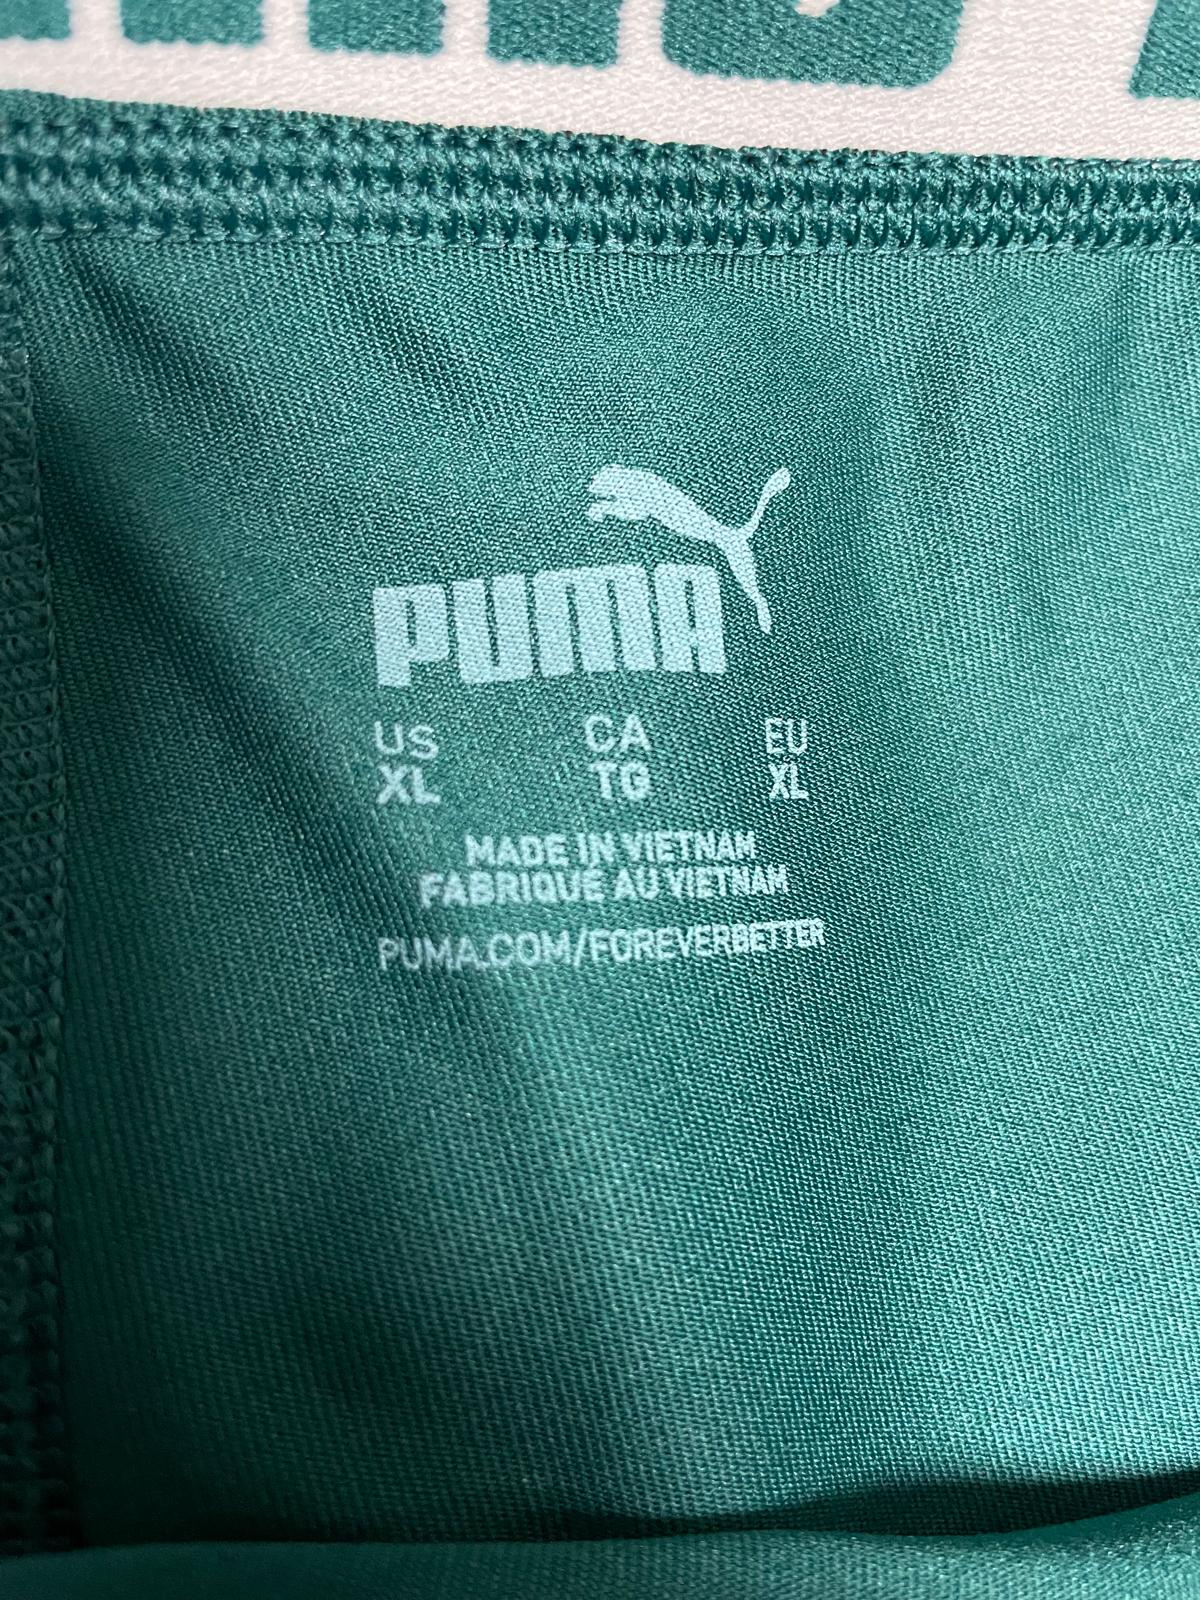 PUMA
US CA EU
XL TG XL
MADE IN VIETNAM
FABRIQUÉ AU VIETNAM
PUMA.COM/FOREVERBETTER